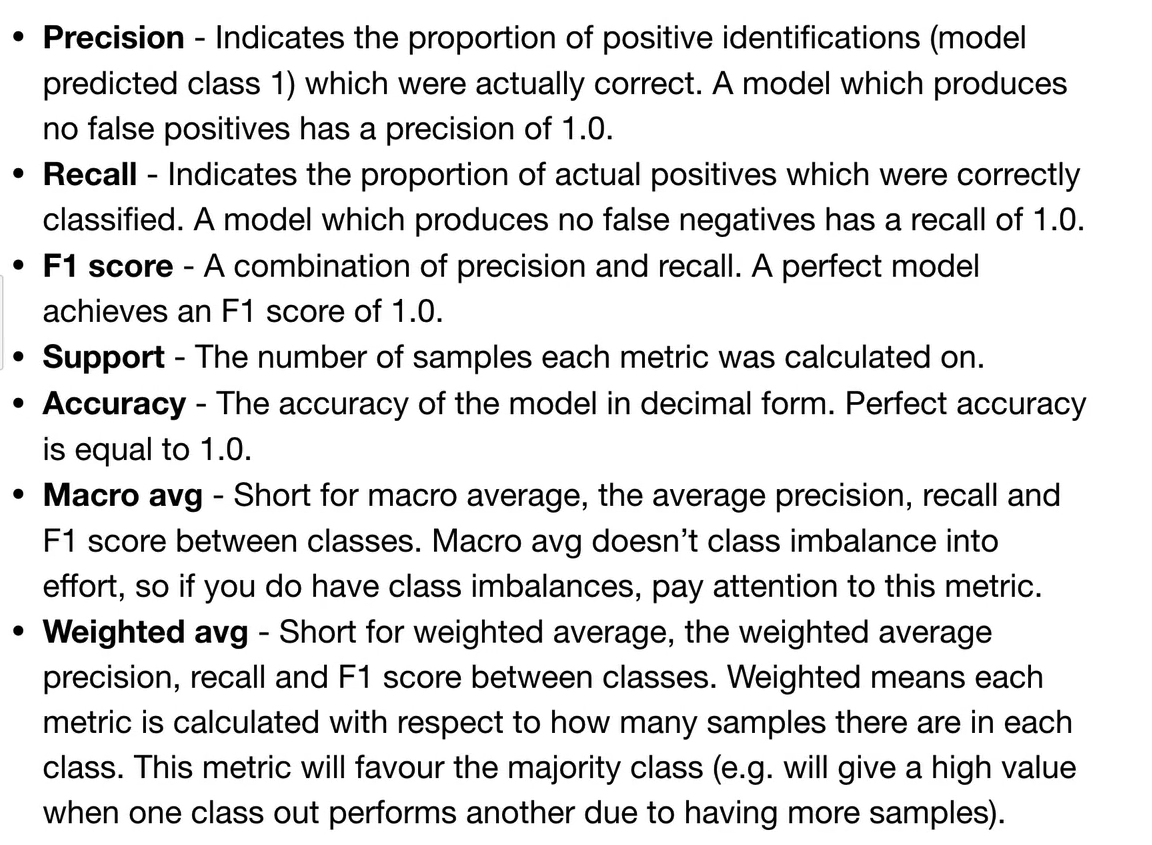 • Precision - Indicates the proportion of positive identifications (model
predicted class 1) which were actually correct. A model which produces
no false positives has a precision of 1.0.
• Recall - Indicates the proportion of actual positives which were correctly
classified. A model which produces no false negatives has a recall of 1.0.
• F1 score - A combination of precision and recall. A perfect model
achieves an F1 score of 1.0.
• Support - The number of samples each metric was calculated on.
• Accuracy - The accuracy of the model in decimal form. Perfect accuracy
is equal to 1.0.
• Macro avg - Short for macro average, the average precision, recall and
F1 score between classes. Macro avg doesn’t class imbalance into
effort, so if you do have class imbalances, pay attention to this metric.
• Weighted avg - Short for weighted average, the weighted average
precision, recall and F1 score between classes. Weighted means each
metric is calculated with respect to how many samples there are in each
class. This metric will favour the majority class (e.g. will give a high value
when one class out performs another due to having more samples).